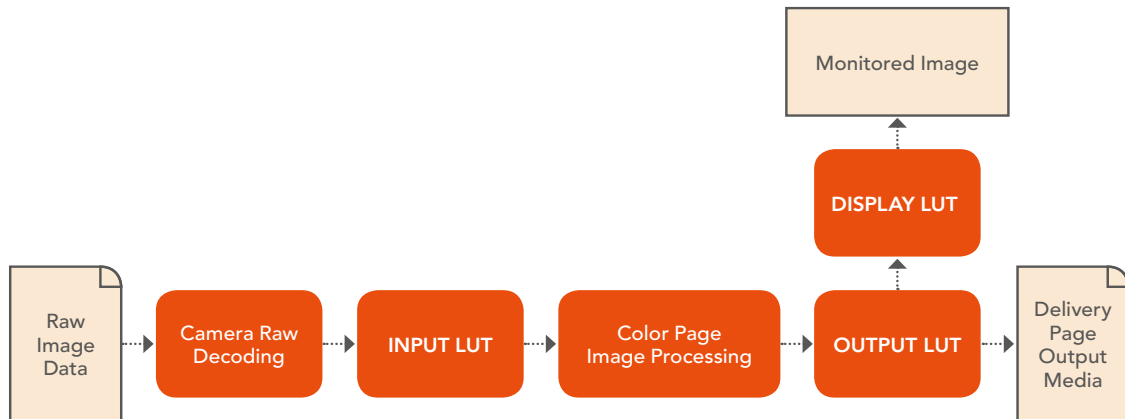 Monitored Image
DISPLAY LUT
Raw
Image
Data
Camera Raw
Decoding
INPUT LUT
Color Page
Image Processing
OUTPUT LUT
Delivery
Page
Output
Media